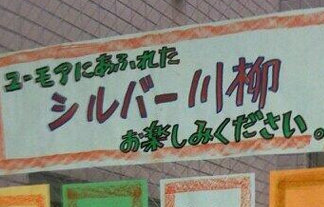 ユーモアにあふれた
シルバー川柳
お楽しみください。